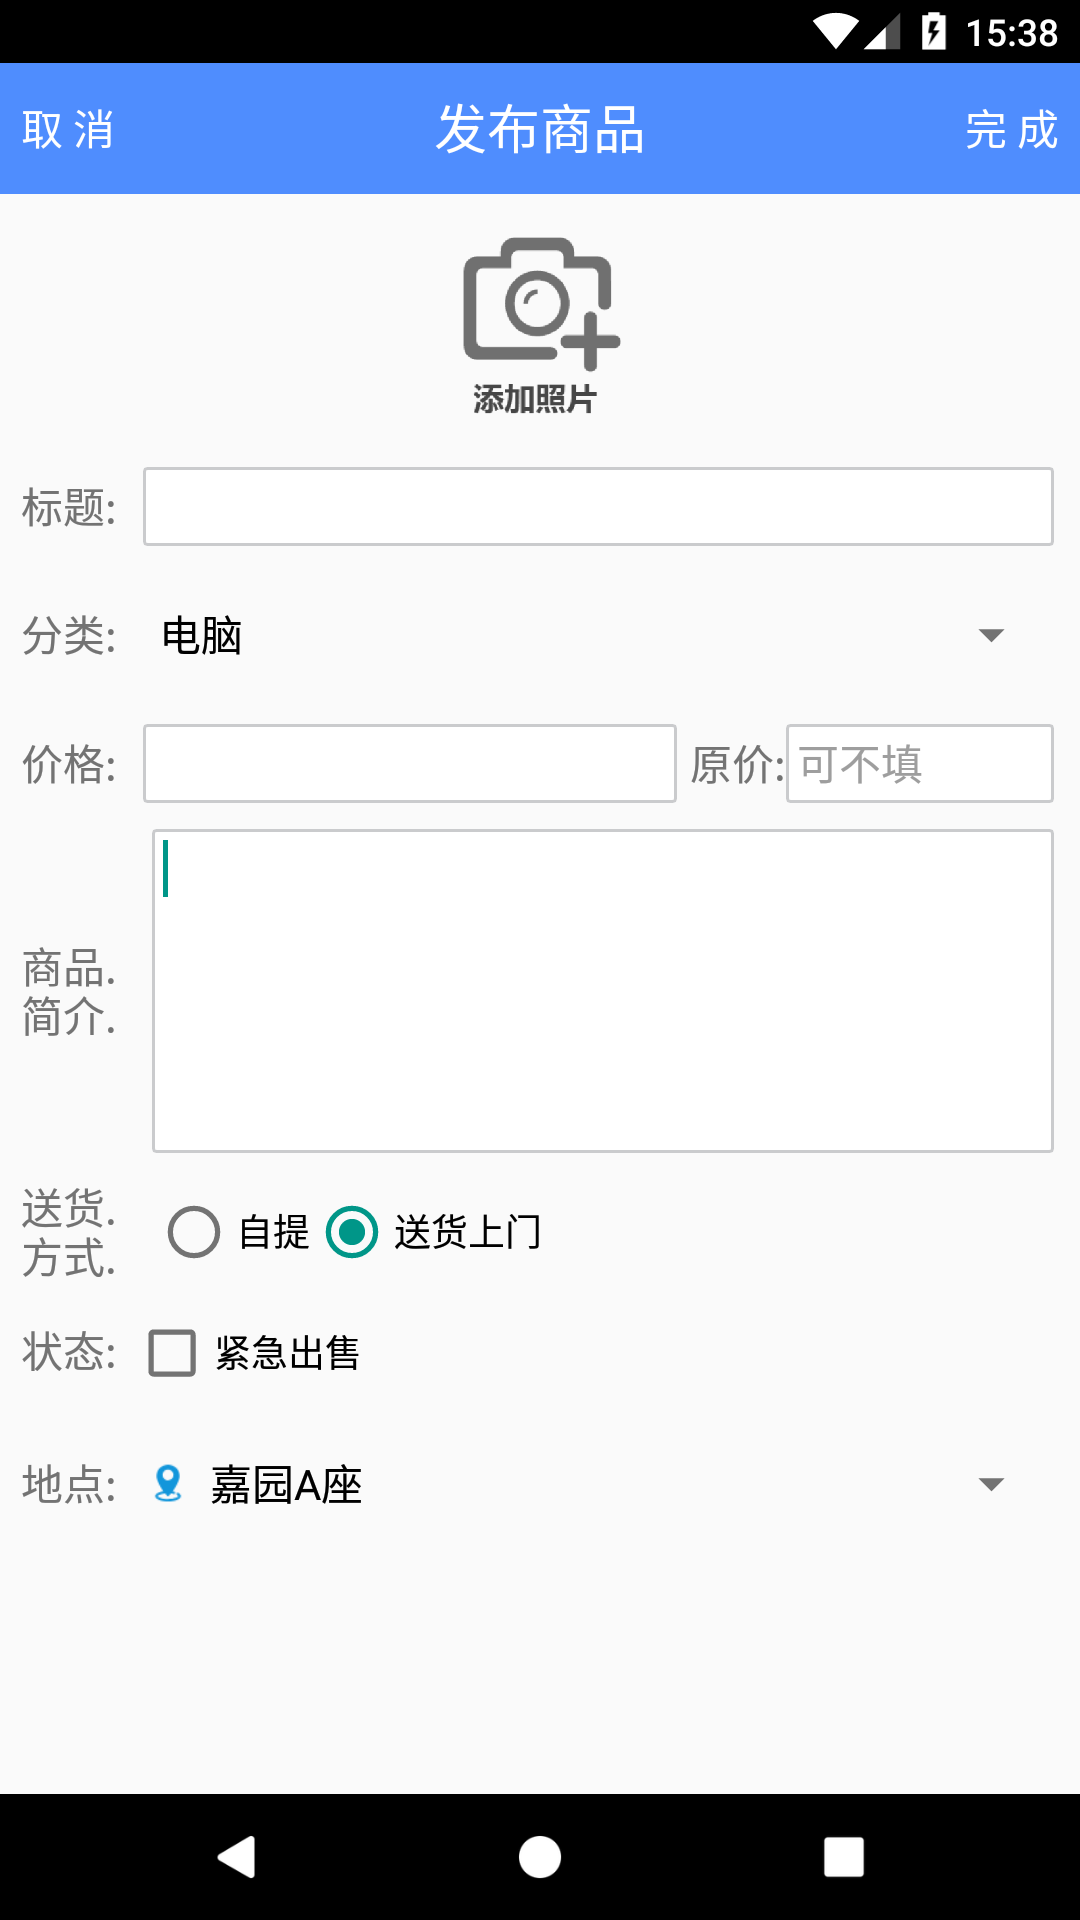 15:38
取 消
发布商品
完 成
添加照片
标题:
分类:
电脑
价格:
原价:
可不填
商品.
简介.
送货.
方式.
自提
送货上门
状态:
紧急出售
地点:
嘉园A座